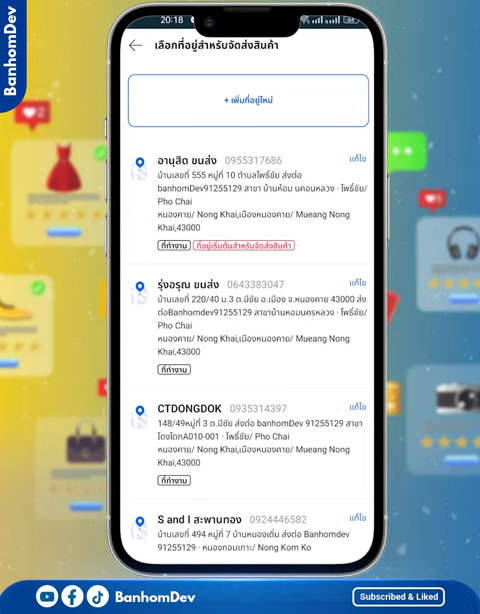 BanhomDev
20:18
64
เลือกที่อยู่สำหรับจัดส่งสินค้า
+ เพิ่มที่อยู่ใหม่
อานุสิด ขนส่ง 0955317686 แก้ไข
บ้านเลขที่ 555 หมู่ที่ 10 ตำบลโพธิ์ชัย ส่งต่อ
banhomDev91255129 สาขา บ้านห้อม นคอนหลวง · โพธิ์ชัย/
Pho Chai
หนองคาย/ Nong Khai,เมืองหนองคาย/ Mueang Nong
Khai,43000
ที่ทำงาน ที่อยู่เริ่มต้นสำหรับจัดส่งสินค้า
รุ่งอรุณ ขนส่ง 0643383047 แก้ไข
บ้านเลขที่ 220/40 ม.3 ต.มีชัย อ.เมือง จ.หนองคาย 43000 ส่ง
ต่อBanhomdev91255129 สาขาบ้านหอมนครหลวง · โพธิ์ชัย/
Pho Chai
หนองคาย/ Nong Khai,เมืองหนองคาย/ Mueang Nong
Khai,43000
ที่ทำงาน
CTDONGDOK 0935314397 แก้ไข
148/49หมู่ที่ 3 ต.มีชัย ส่งต่อ banhomDev 91255129 สาขา
โดงโดกA010-001 · โพธิ์ชัย/ Pho Chai
หนองคาย/ Nong Khai,เมืองหนองคาย/ Mueang Nong
Khai,43000
ที่ทำงาน
S and I สะพานทอง 0924446582 แก้ไข
บ้านเลขที่ 494 หมู่ที่ 7 บ้านหนองเดิ่น ส่งต่อ Banhomdev
91255129 · หนองกอมเกาะ/ Nong Kom Ko
BanhomDev
Subscribed & Liked